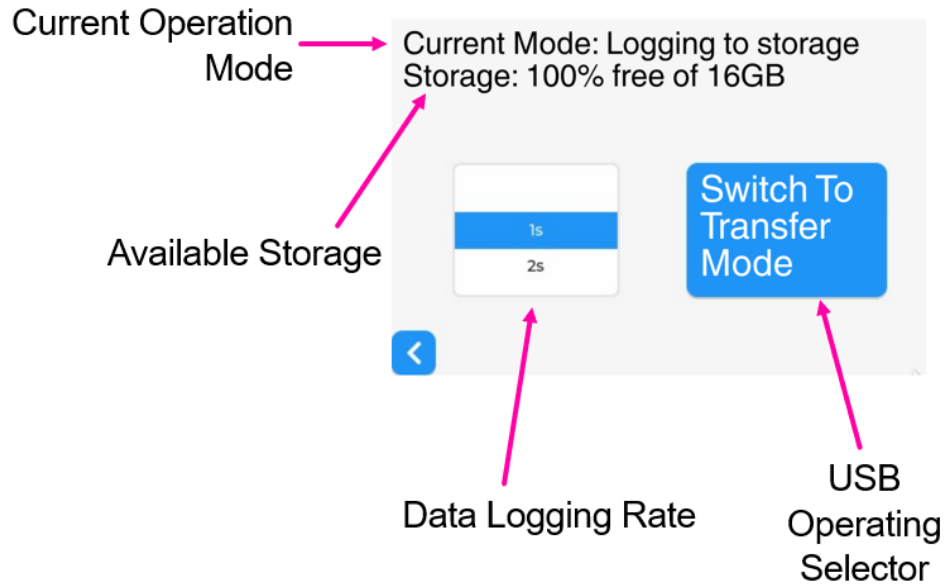 Current Operation
Mode
Current Mode: Logging to storage
Storage: 100% free of 16GB
Available Storage
1s
2s
Switch To
Transfer
Mode
Data Logging Rate
USB
Operating
Selector